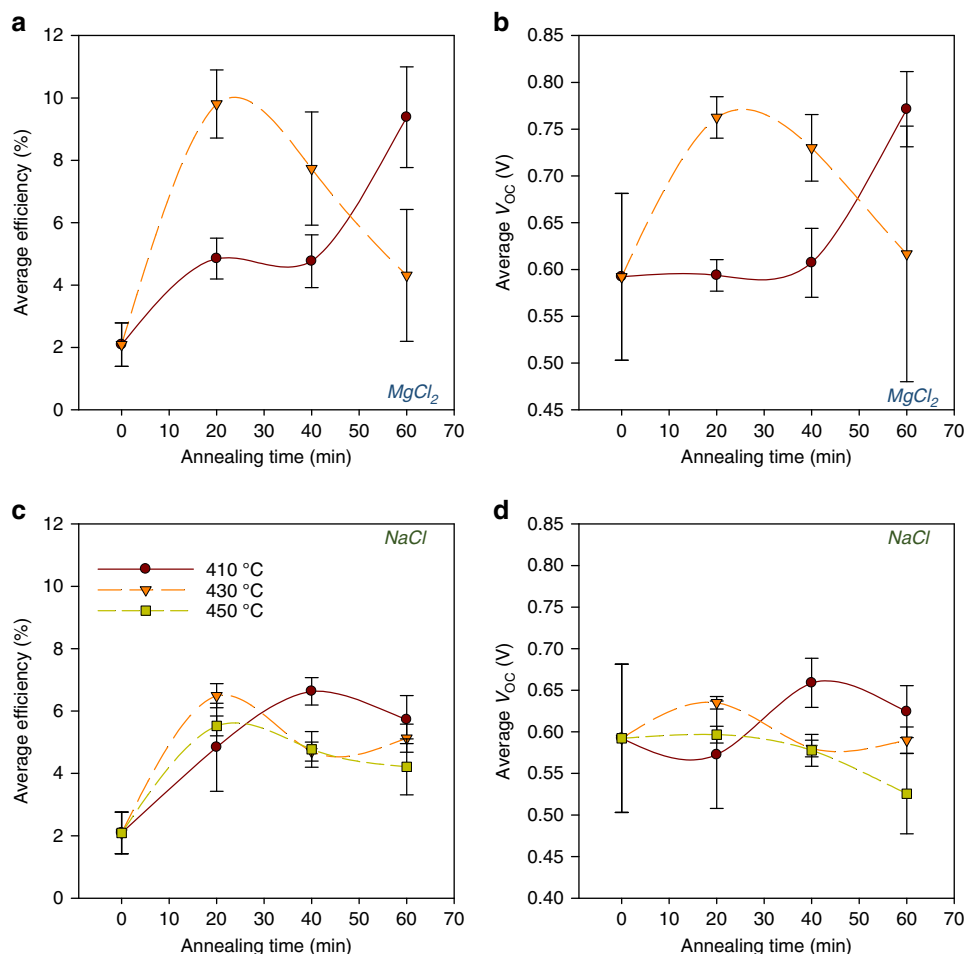 a
12
10
8
6
4
2
0
Average efficiency (%)
MgCl2
0 10 20 30 40 50 60 70
Annealing time (min)
b
0.85
0.80
0.75
0.70
0.65
0.60
0.55
0.50
0.45
Average VOC (V)
MgCl2
0 10 20 30 40 50 60 70
Annealing time (min)
c
12
10
8
6
4
2
0
Average efficiency (%)
NaCl
410 °C
430 °C
450 °C
0 10 20 30 40 50 60 70
Annealing time (min)
d
0.85
0.80
0.75
0.70
0.65
0.60
0.55
0.50
0.45
0.40
Average VOC (V)
NaCl
0 10 20 30 40 50 60 70
Annealing time (min)